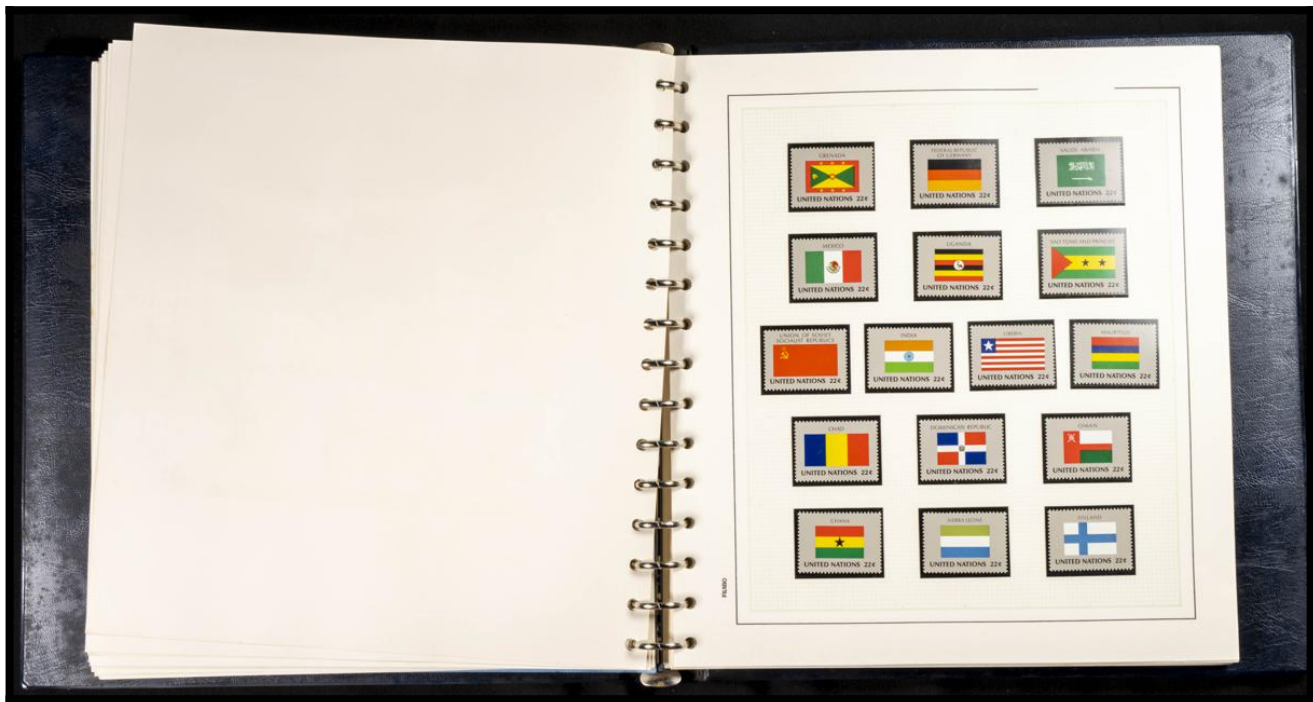 GRENADA
UNITED NATIONS 22¢
FEDERAL REPUBLIC
OF GERMANY
UNITED NATIONS 22¢
SAUDI ARABIA
UNITED NATIONS 22¢
MEXICO
UNITED NATIONS 22¢
UGANDA
UNITED NATIONS 22¢
SAO TOME AND PRINCIPE
UNITED NATIONS 22¢
UNION OF SOVIET
SOCIALIST REPUBLICS
UNITED NATIONS 22¢
INDIA
UNITED NATIONS 22¢
LIBERIA
UNITED NATIONS 22¢
MAURITIUS
UNITED NATIONS 22¢
CHAD
UNITED NATIONS 22¢
DOMINICAN REPUBLIC
UNITED NATIONS 22¢
OMAN
UNITED NATIONS 22¢
GHANA
UNITED NATIONS 22¢
SIERRA LEONE
UNITED NATIONS 22¢
FINLAND
UNITED NATIONS 22¢